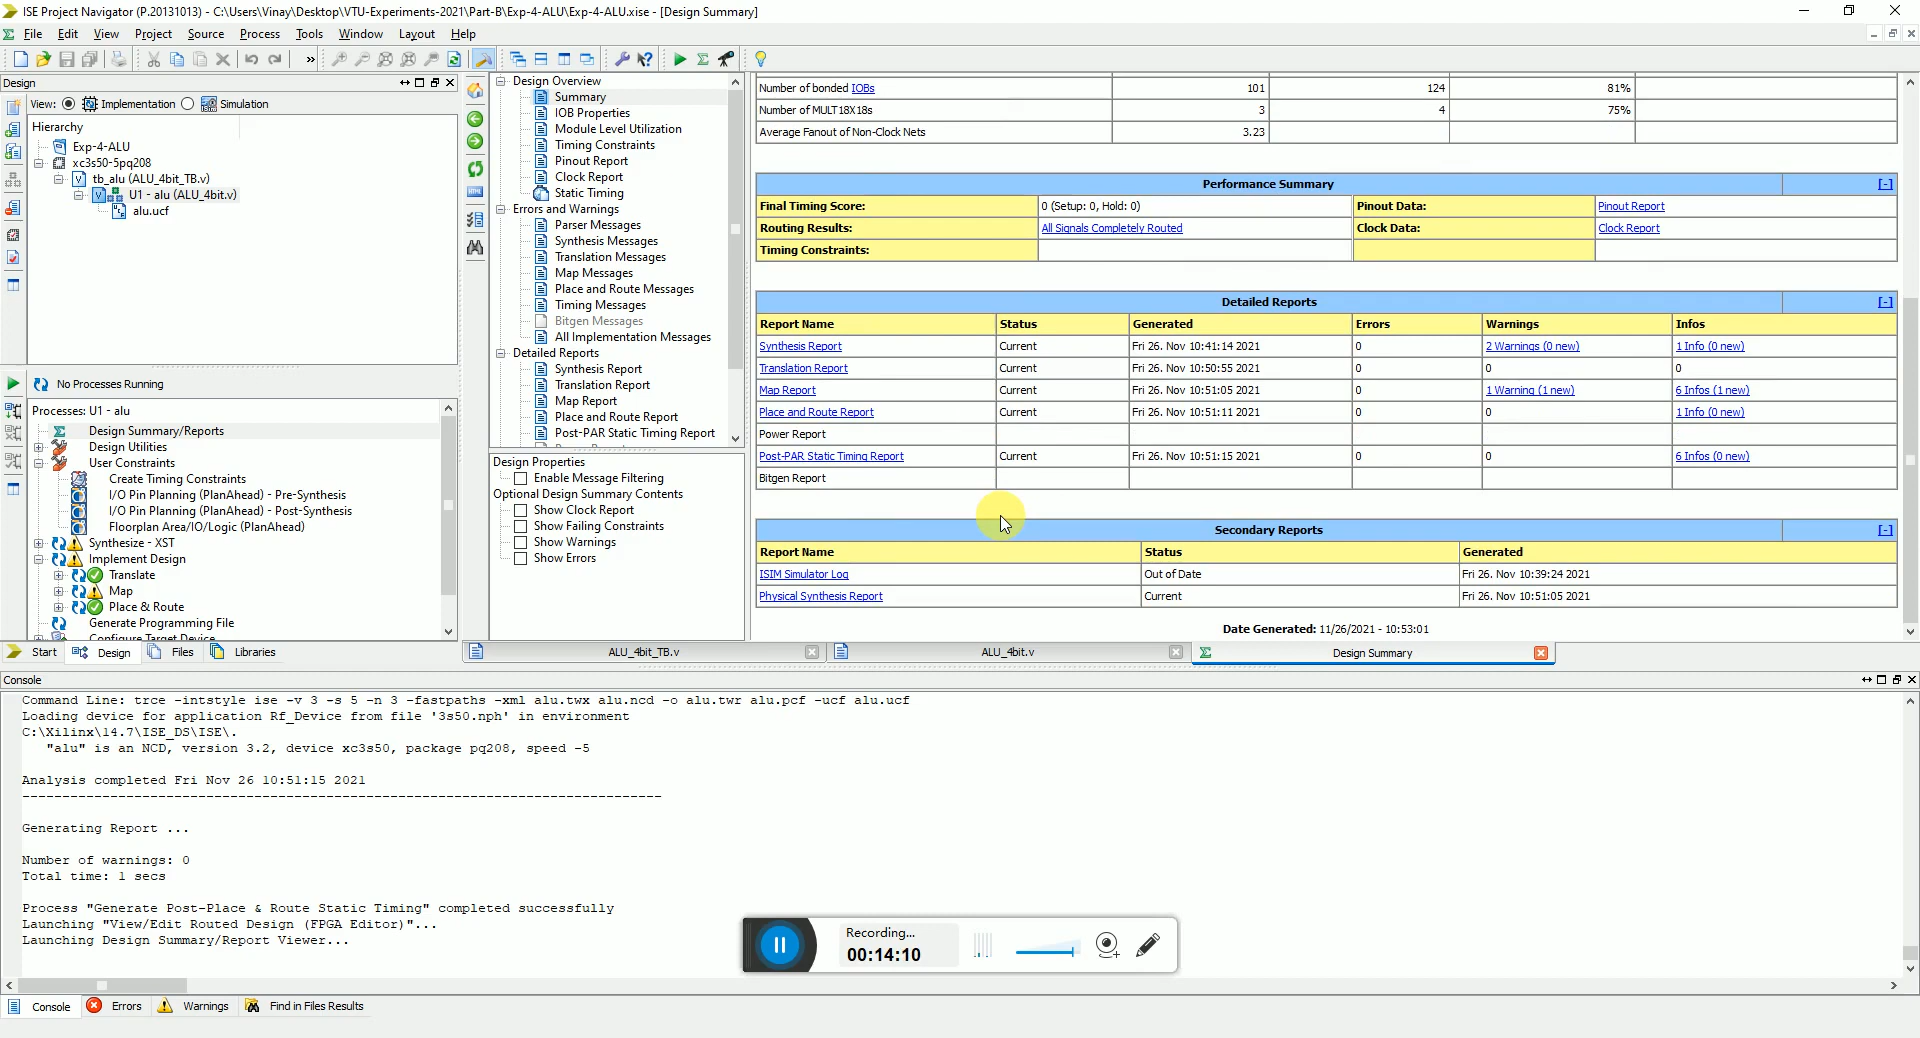 ISE Project Navigator (P.20131013) - C:\Users\Vinay\Desktop\VTU-Experiments-2021\Part-B\Exp-4-ALU\Exp-4-ALU.xise - [Design Summary]
File Edit View Project Source Process Tools Window Layout Help
Design
View: Implementation Simulation
Hierarchy
Exp-4-ALU
xc3s50-5pq208
tb_alu (ALU_4bit_TB.v)
U1 - alu (ALU_4bit.v)
alu.ucf
No Processes Running
Processes: U1 - alu
Design Summary/Reports
Design Utilities
User Constraints
Create Timing Constraints
I/O Pin Planning (PlanAhead) - Pre-Synthesis
I/O Pin Planning (PlanAhead) - Post-Synthesis
Floorplan Area/IO/Logic (PlanAhead)
Synthesize - XST
Implement Design
Translate
Map
Place & Route
Generate Programming File
Configure Target Device
Start Design Files Libraries
Design Overview
Summary
IOB Properties
Module Level Utilization
Timing Constraints
Pinout Report
Clock Report
Static Timing
Errors and Warnings
Parser Messages
Synthesis Messages
Translation Messages
Map Messages
Place and Route Messages
Timing Messages
Bitgen Messages
All Implementation Messages
Detailed Reports
Synthesis Report
Translation Report
Map Report
Place and Route Report
Post-PAR Static Timing Report
Design Properties
Enable Message Filtering
Optional Design Summary Contents
Show Clock Report
Show Failing Constraints
Show Warnings
Show Errors
Number of bonded IOBs 101 124 81%
Number of MULT18X18s 3 4 75%
Average Fanout of Non-Clock Nets 3.23
Performance Summary [-]
Final Timing Score: 0 (Setup: 0, Hold: 0) Pinout Data: Pinout Report
Routing Results: All Signals Completely Routed Clock Data: Clock Report
Timing Constraints:
Detailed Reports [-]
Report Name Status Generated Errors Warnings Infos
Synthesis Report Current Fri 26. Nov 10:41:14 2021 0 2 Warnings (0 new) 1 Info (0 new)
Translation Report Current Fri 26. Nov 10:50:55 2021 0 0 0
Map Report Current Fri 26. Nov 10:51:05 2021 0 1 Warning (1 new) 6 Infos (1 new)
Place and Route Report Current Fri 26. Nov 10:51:11 2021 0 0 1 Info (0 new)
Power Report
Post-PAR Static Timing Report Current Fri 26. Nov 10:51:15 2021 0 0 6 Infos (0 new)
Bitgen Report
Secondary Reports [-]
Report Name Status Generated
ISIM Simulator Log Out of Date Fri 26. Nov 10:39:24 2021
Physical Synthesis Report Current Fri 26. Nov 10:51:05 2021
Date Generated: 11/26/2021 - 10:53:01
ALU_4bit_TB.v ALU_4bit.v Design Summary
Console
Command Line: trce -intstyle ise -v 3 -s 5 -n 3 -fastpaths -xml alu.twx alu.ncd -o alu.twr alu.pcf -ucf alu.ucf
Loading device for application Rf_Device from file '3s50.nph' in environment
C:\Xilinx\14.7\ISE_DS\ISE\.
"alu" is an NCD, version 3.2, device xc3s50, package pq208, speed -5
Analysis completed Fri Nov 26 10:51:15 2021
--------------------------------------------------------------------------------
Generating Report ...
Number of warnings: 0
Total time: 1 secs
Process "Generate Post-Place & Route Static Timing" completed successfully
Launching "View/Edit Routed Design (FPGA Editor)"...
Launching Design Summary/Report Viewer...
Recording...
00:14:10
Console Errors Warnings Find in Files Results